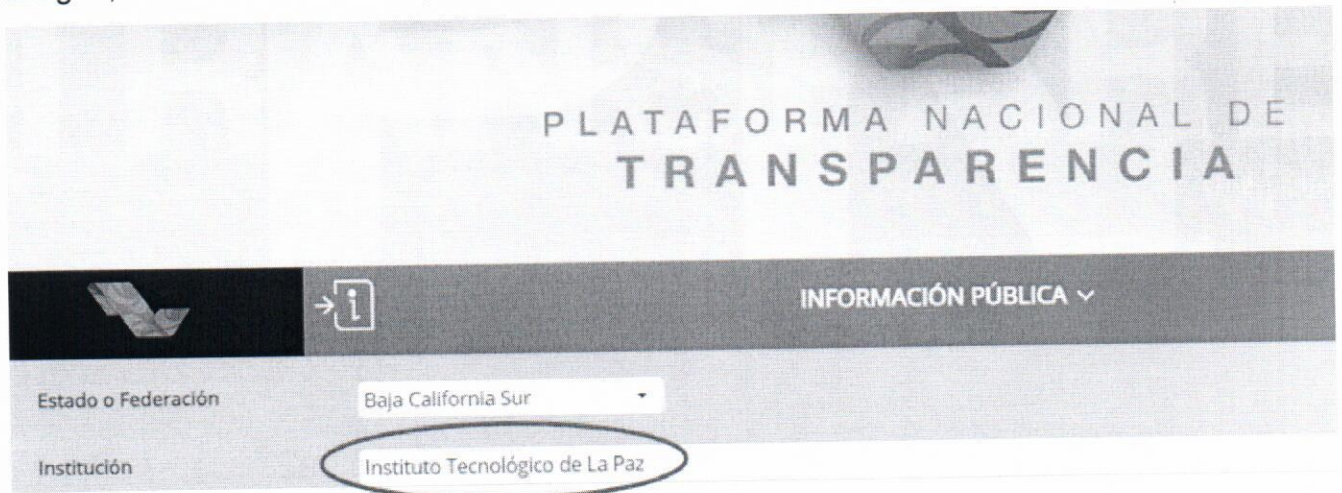 PLATAFORMA NACIONAL DE
TRANSPARENCIA
INFORMACIÓN PÚBLICA
Estado o Federación
Baja California Sur
Institución
Instituto Tecnológico de La Paz